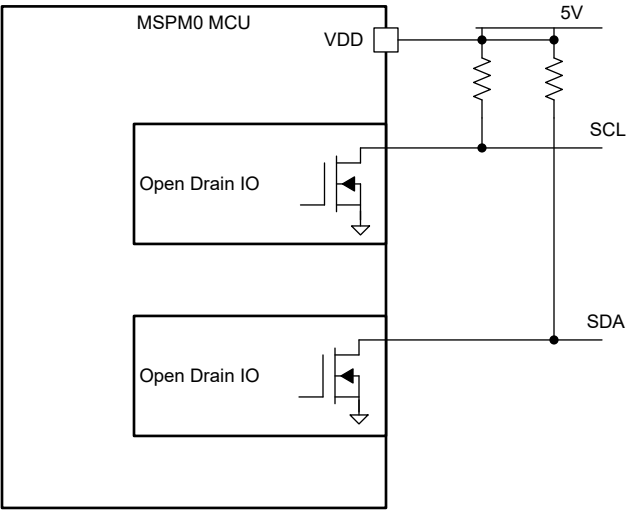 MSPM0 MCU
5V
VDD
SCL
Open Drain IO
SDA
Open Drain IO